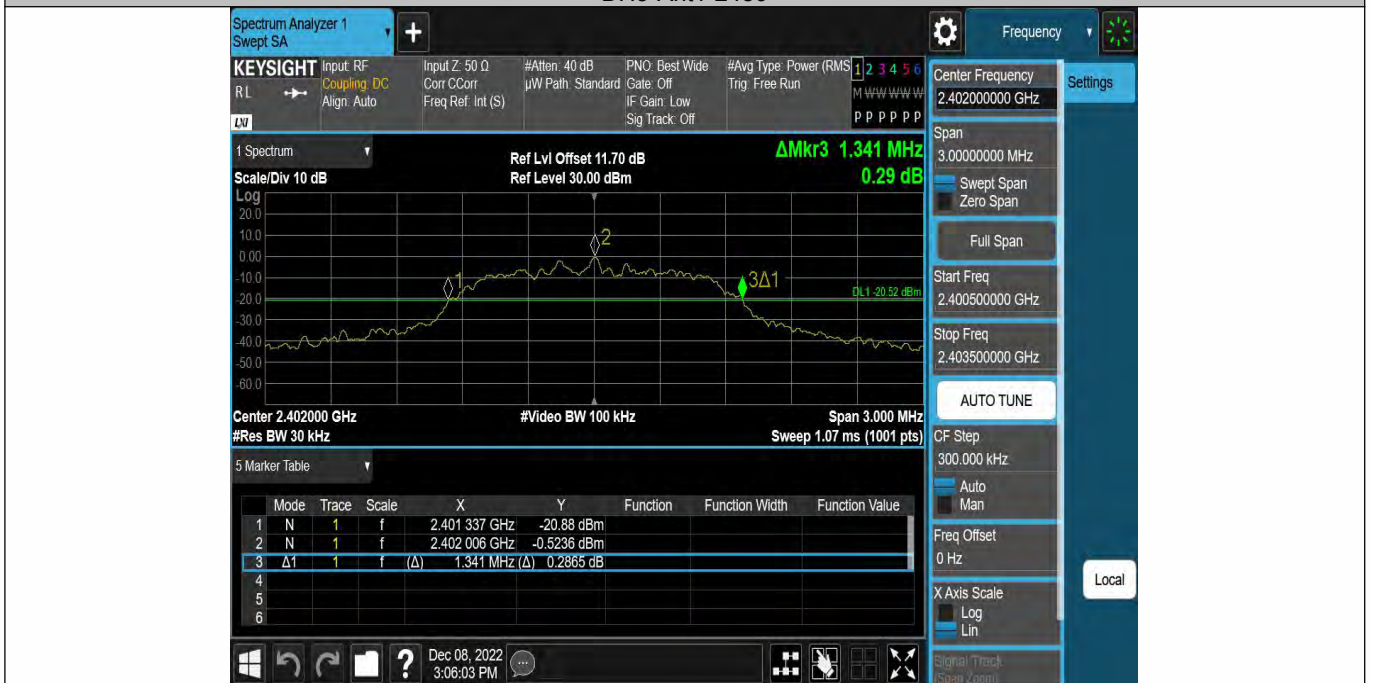 Spectrum Analyzer 1
Swept SA
+
Frequency
KEYSIGHT
RL
LXI
Input: RF
Coupling: DC
Align: Auto
Input Z: 50 Ω
Corr CCorr
Freq Ref: Int (S)
#Atten: 40 dB
µW Path: Standard
PNO: Best Wide
Gate: Off
IF Gain: Low
Sig Track: Off
#Avg Type: Power (RMS
Trig: Free Run
1 2 3 4 5 6
M W W W W W
P P P P P P
1 Spectrum
Scale/Div 10 dB
Ref Lvl Offset 11.70 dB
Ref Level 30.00 dBm
ΔMkr3 1.341 MHz
0.29 dB
Log
20.0
10.0
0.00
-10.0
-20.0
-30.0
-40.0
-50.0
-60.0
1
2
3Δ1
DL1 -20.52 dBm
Center 2.402000 GHz
#Res BW 30 kHz
#Video BW 100 kHz
Span 3.000 MHz
Sweep 1.07 ms (1001 pts)
5 Marker Table
Mode Trace Scale X Y Function Function Width Function Value
1 N 1 f 2.401 337 GHz -20.88 dBm
2 N 1 f 2.402 006 GHz -0.5236 dBm
3 Δ1 1 f (Δ) 1.341 MHz (Δ) 0.2865 dB
4
5
6
?
Dec 08, 2022
3:06:03 PM
Center Frequency
2.402000000 GHz
Settings
Span
3.00000000 MHz
Swept Span
Zero Span
Full Span
Start Freq
2.400500000 GHz
Stop Freq
2.403500000 GHz
AUTO TUNE
CF Step
300.000 kHz
Auto
Man
Freq Offset
0 Hz
X Axis Scale
Log
Lin
Signal Track
(Span Zoom)
Local